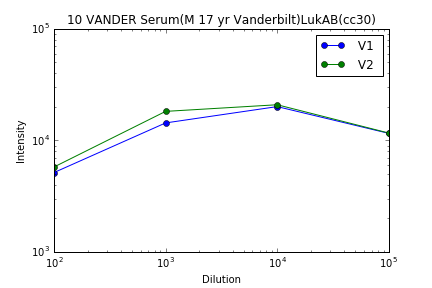 10 VANDER Serum(M 17 yr Vanderbilt)LukAB(cc30)
V1
V2
Intensity
10^5
10^4
10^3
10^2
10^3
10^4
10^5
Dilution